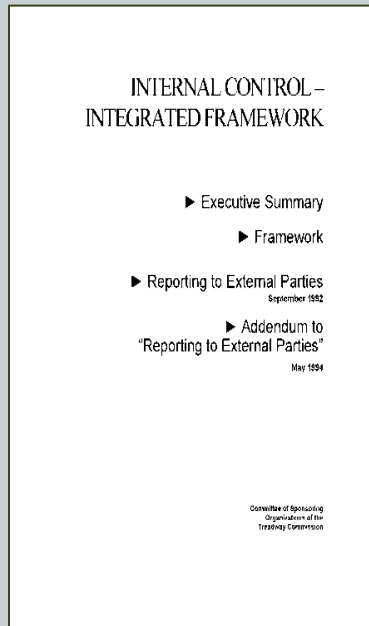 INTERNAL CONTROL –
INTEGRATED FRAMEWORK
▶ Executive Summary
▶ Framework
▶ Reporting to External Parties
September 1992
▶ Addendum to
"Reporting to External Parties"
May 1994
Committee of Sponsoring
Organizations of the
Treadway Commission